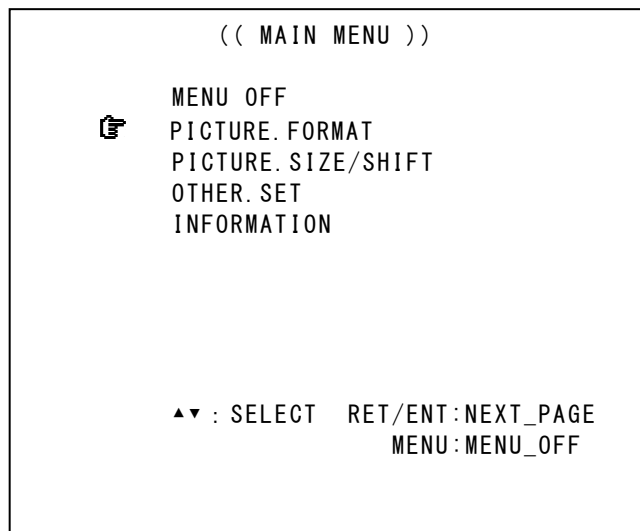 (( MAIN MENU ))
MENU OFF
PICTURE.FORMAT
PICTURE.SIZE/SHIFT
OTHER.SET
INFORMATION
▲▼:SELECT RET/ENT:NEXT_PAGE
MENU:MENU_OFF